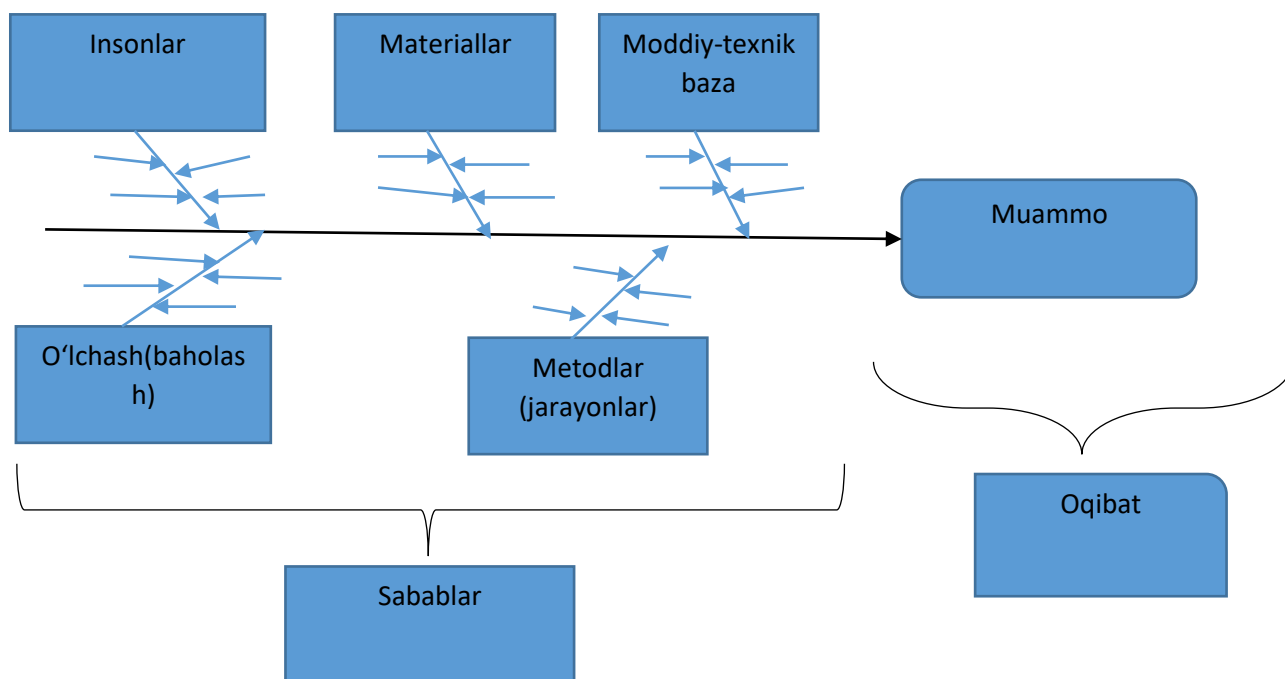 Insonlar
Materiallar
Moddiy-texnik
baza
Muammo
O‘lchash(baholas
h)
Metodlar
(jarayonlar)
Oqibat
Sabablar